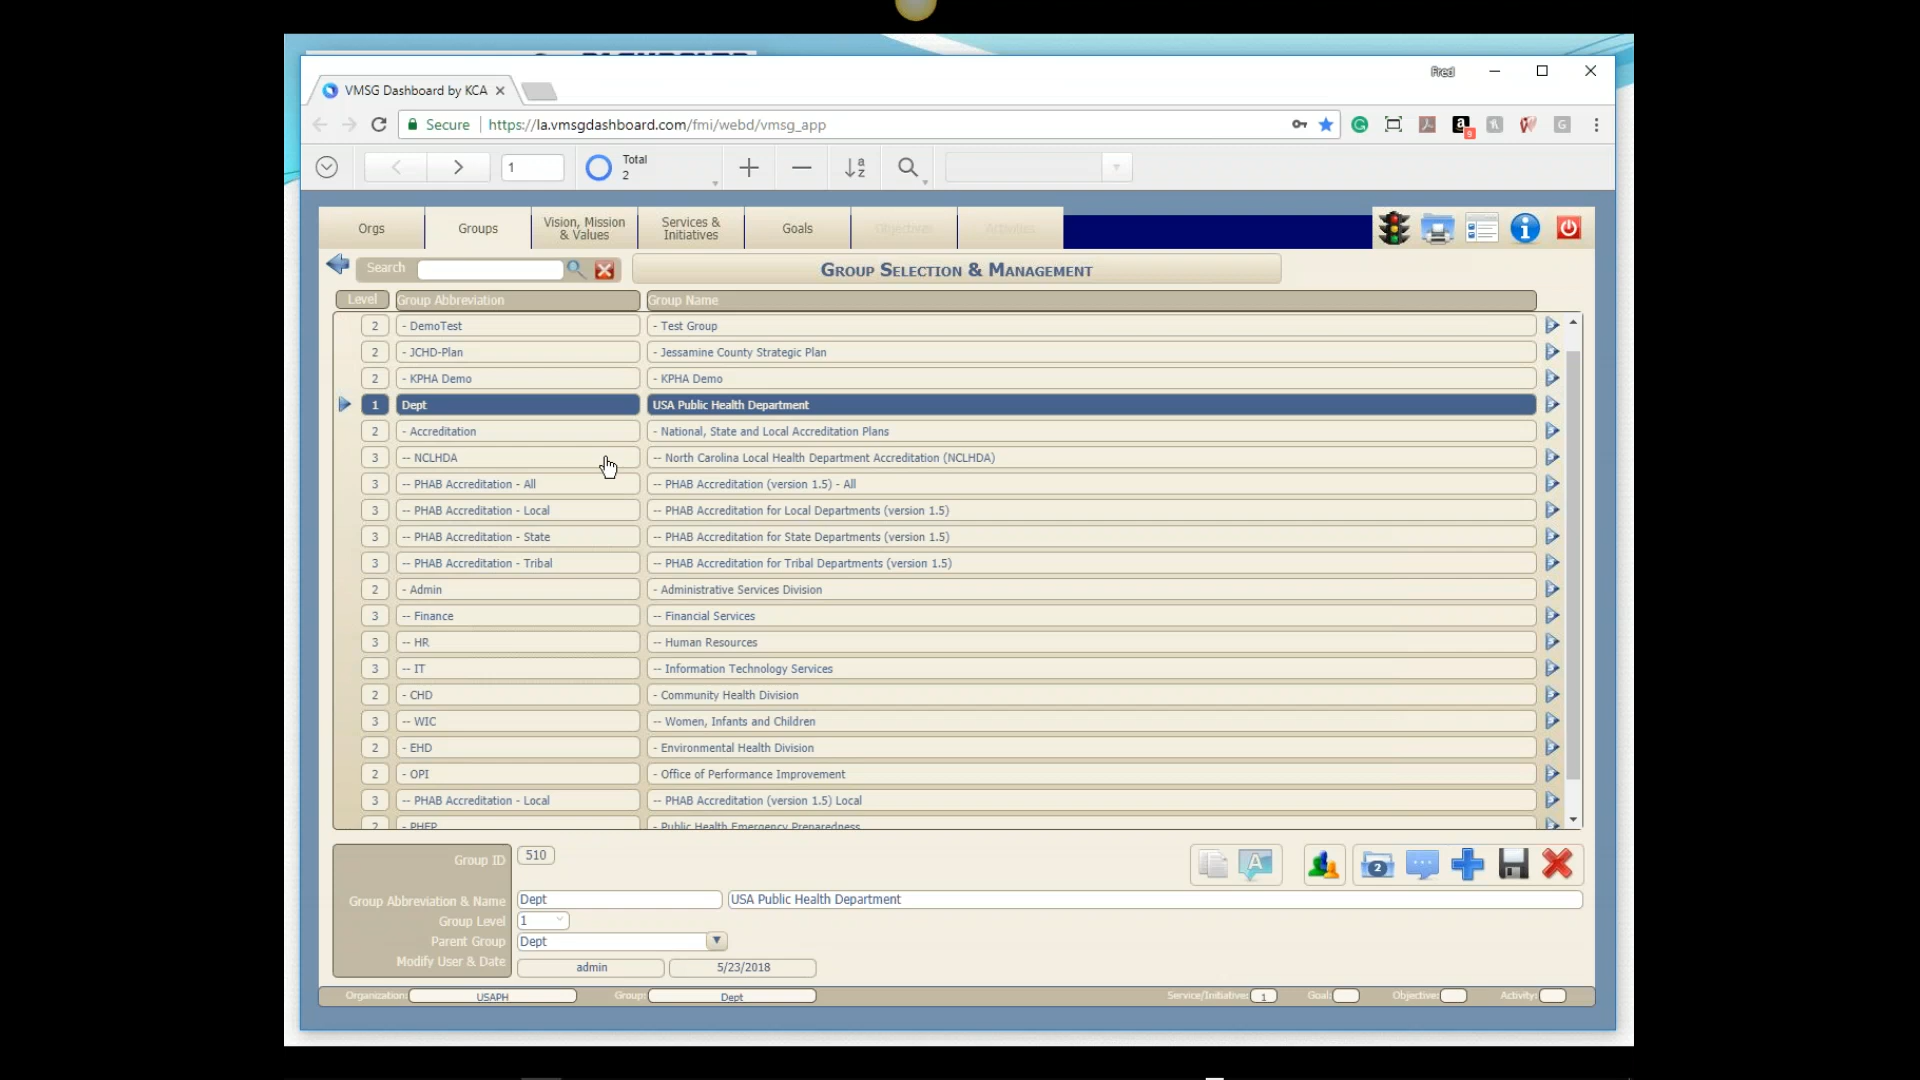 Fred
VMSG Dashboard by KCA
Secure https://la.vmsgdashboard.com/fmi/webd/vmsg_app
1 Total
2
Orgs Groups Vision, Mission & Values Services & Initiatives Goals Objectives Activities
Search GROUP SELECTION & MANAGEMENT
Level Group Abbreviation Group Name
2 - DemoTest - Test Group
2 - JCHD-Plan - Jessamine County Strategic Plan
2 - KPHA Demo - KPHA Demo
1 Dept USA Public Health Department
2 - Accreditation - National, State and Local Accreditation Plans
3 -- NCLHDA -- North Carolina Local Health Department Accreditation (NCLHDA)
3 -- PHAB Accreditation - All -- PHAB Accreditation (version 1.5) - All
3 -- PHAB Accreditation - Local -- PHAB Accreditation for Local Departments (version 1.5)
3 -- PHAB Accreditation - State -- PHAB Accreditation for State Departments (version 1.5)
3 -- PHAB Accreditation - Tribal -- PHAB Accreditation for Tribal Departments (version 1.5)
2 - Admin - Administrative Services Division
3 -- Finance -- Financial Services
3 -- HR -- Human Resources
3 -- IT -- Information Technology Services
2 - CHD - Community Health Division
3 -- WIC -- Women, Infants and Children
2 - EHD - Environmental Health Division
2 - OPI - Office of Performance Improvement
3 -- PHAB Accreditation - Local -- PHAB Accreditation (version 1.5) Local
2 - PHEP - Public Health Emergency Preparedness
Group ID 510
Group Abbreviation & Name Dept USA Public Health Department
Group Level 1
Parent Group Dept
Modify User & Date admin 5/23/2018
Organization: USAPH Group: Dept Service/Initiative: 1 Goal: Objective: Activity: